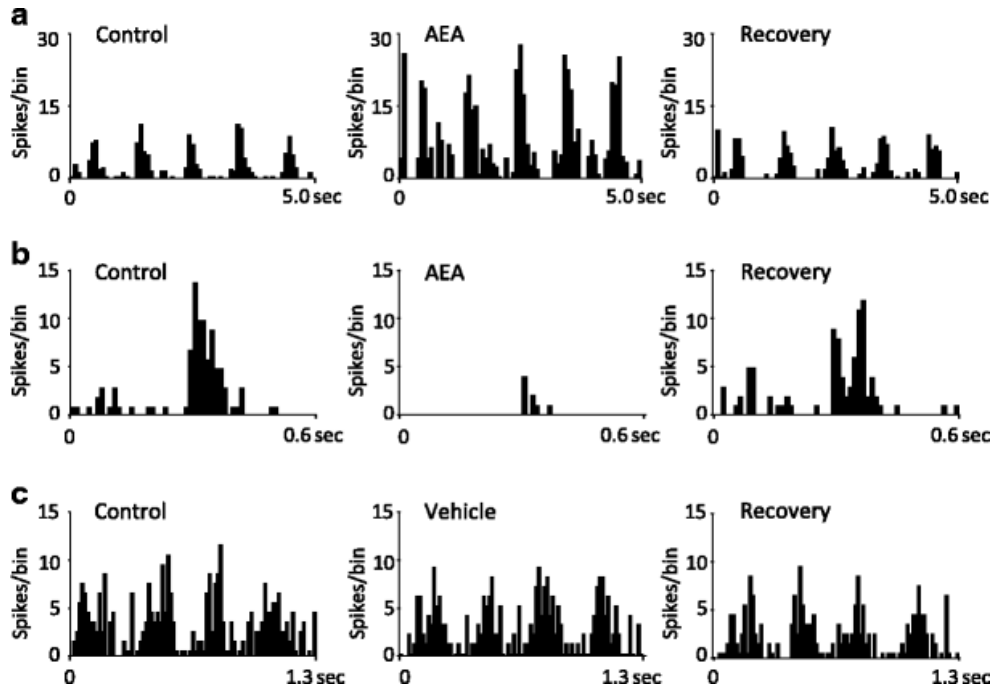 a
Control AEA Recovery
Spikes/bin Spikes/bin Spikes/bin
30 30 30
15 15 15
0 0 0
0 5.0 sec 0 5.0 sec 0 5.0 sec
b
Control AEA Recovery
Spikes/bin Spikes/bin Spikes/bin
15 15 15
10 10 10
5 5 5
0 0 0
0 0.6 sec 0 0.6 sec 0 0.6 sec
c
Control Vehicle Recovery
Spikes/bin Spikes/bin Spikes/bin
15 15 15
10 10 10
5 5 5
0 0 0
0 1.3 sec 0 1.3 sec 0 1.3 sec